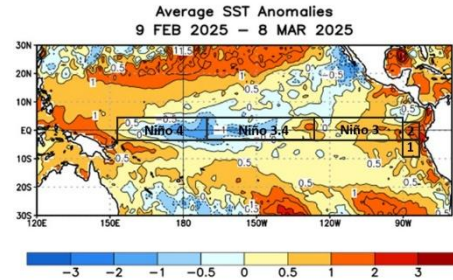 Average SST Anomalies
9 FEB 2025 – 8 MAR 2025
30N
20N
10N
EQ
10S
20S
30S
Niño 4
Niño 3.4
Niño 3
2
1
120E 150E 180 150W 120W 90W
-3 -2 -1 -0.5 0 0.5 1 2 3